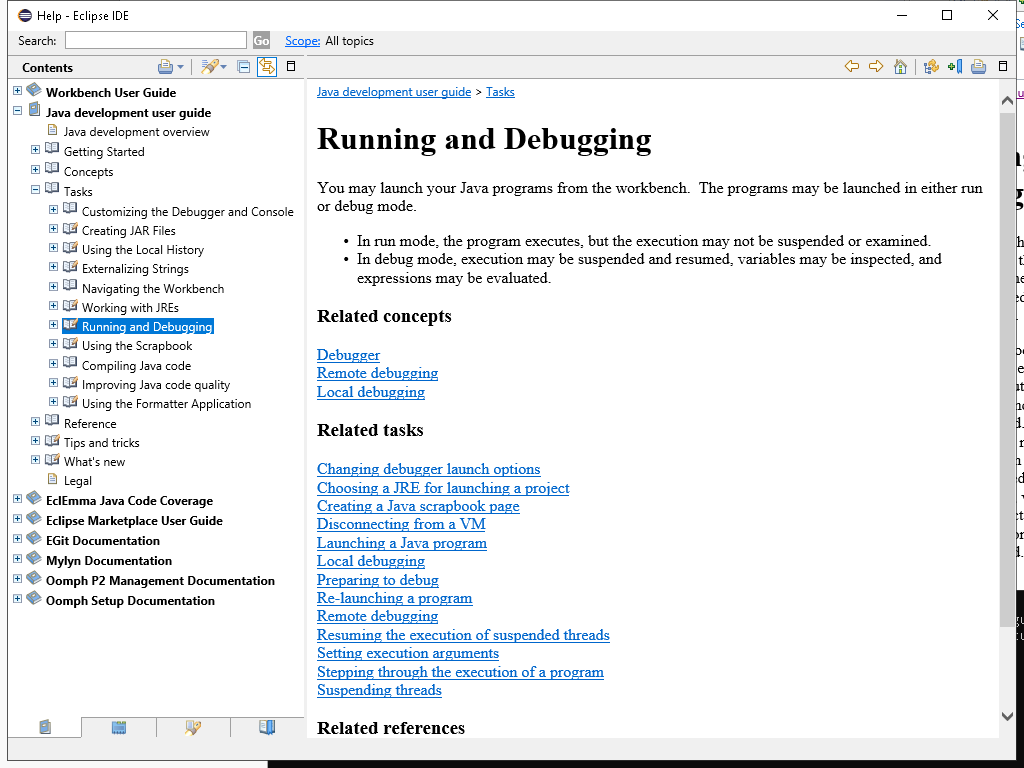 Help - Eclipse IDE
Search:
Go
Scope: All topics
Contents
Workbench User Guide
Java development user guide
Java development overview
Getting Started
Concepts
Tasks
Customizing the Debugger and Console
Creating JAR Files
Using the Local History
Externalizing Strings
Navigating the Workbench
Working with JREs
Running and Debugging
Using the Scrapbook
Compiling Java code
Improving Java code quality
Using the Formatter Application
Reference
Tips and tricks
What's new
Legal
EclEmma Java Code Coverage
Eclipse Marketplace User Guide
EGit Documentation
Mylyn Documentation
Oomph P2 Management Documentation
Oomph Setup Documentation
Java development user guide > Tasks
Running and Debugging
You may launch your Java programs from the workbench.  The programs may be launched in either run
or debug mode.
• In run mode, the program executes, but the execution may not be suspended or examined.
• In debug mode, execution may be suspended and resumed, variables may be inspected, and
expressions may be evaluated.
Related concepts
Debugger
Remote debugging
Local debugging
Related tasks
Changing debugger launch options
Choosing a JRE for launching a project
Creating a Java scrapbook page
Disconnecting from a VM
Launching a Java program
Local debugging
Preparing to debug
Re-launching a program
Remote debugging
Resuming the execution of suspended threads
Setting execution arguments
Stepping through the execution of a program
Suspending threads
Related references